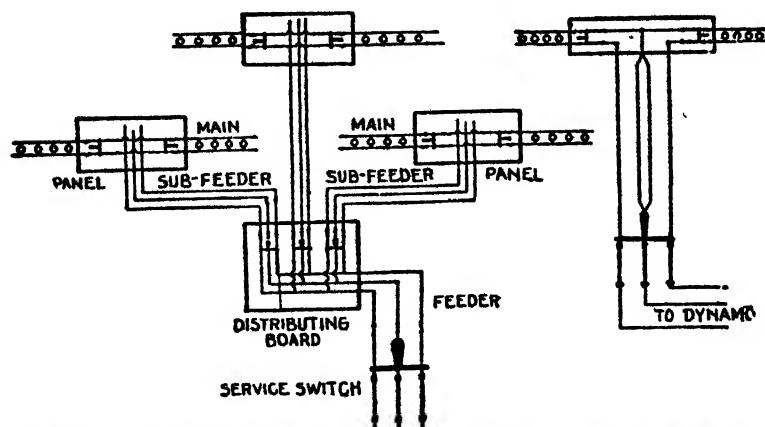 MAIN
MAIN
PANEL
SUB-FEEDER
SUB-FEEDER
PANEL
FEEDER
TO DYNAMO
DISTRIBUTING
BOARD
SERVICE SWITCH